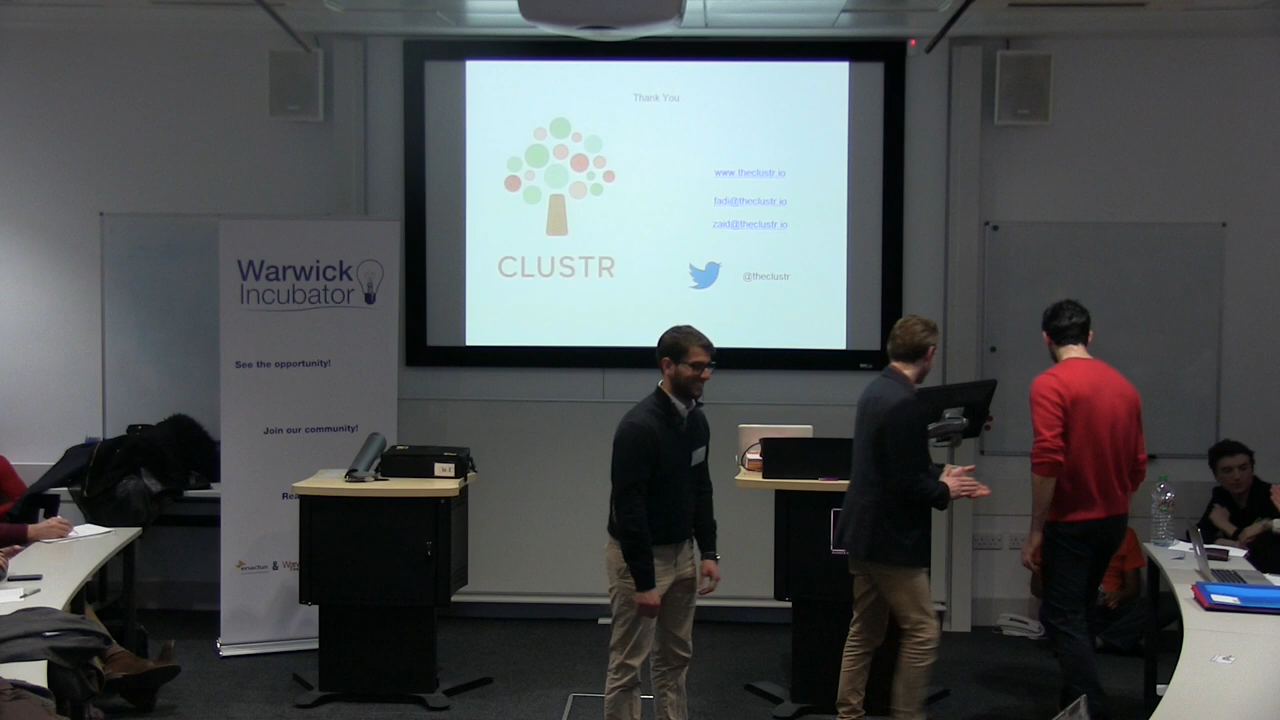 Thank You
www.theclustr.io
fadi@theclustr.io
zaid@theclustr.io
CLUSTR
@theclustr
Warwick
Incubator
See the opportunity!
Join our community!